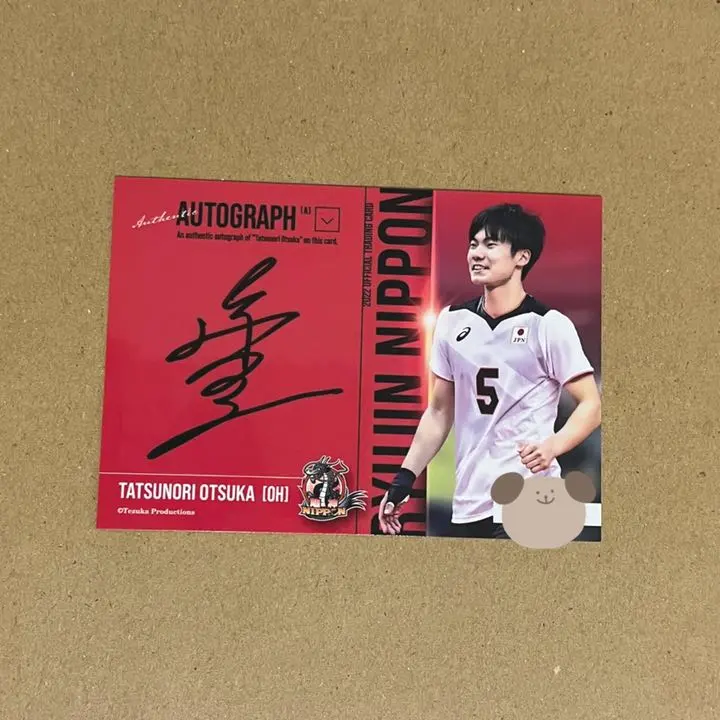 Authentic
AUTOGRAPH [A]
An authentic autograph of "Tatsunori Otsuka" on this card.
TATSUNORI OTSUKA [OH]
©Tezuka Productions
NIPPON
2022 OFFICIAL TRADING CARD
RYUJIN NIPPON
5
JPN